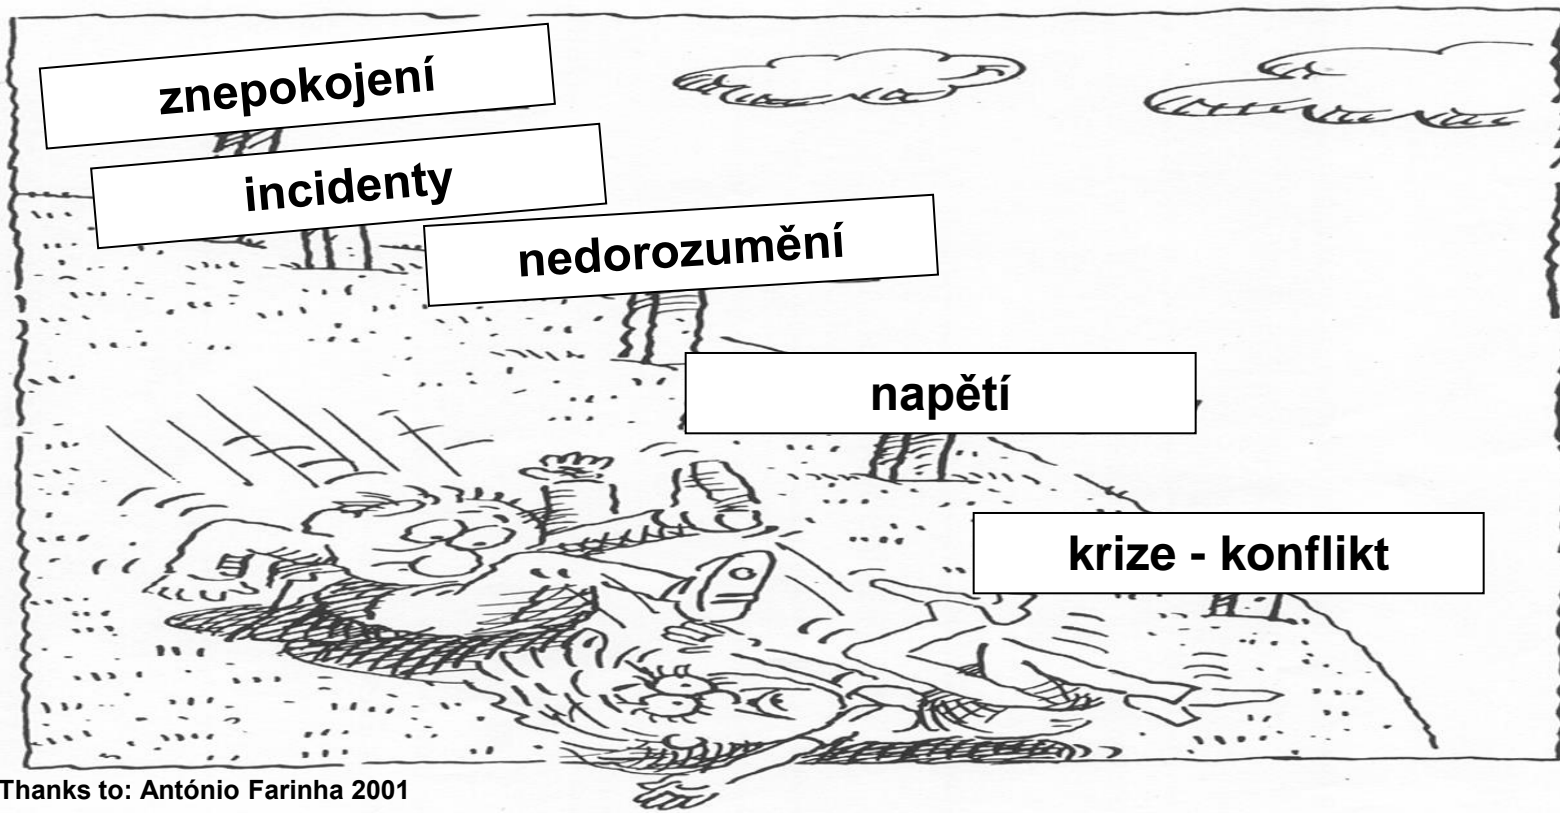 znepokojení
incidenty
nedorozumění
napětí
krize - konflikt
Thanks to: António Farinha 2001